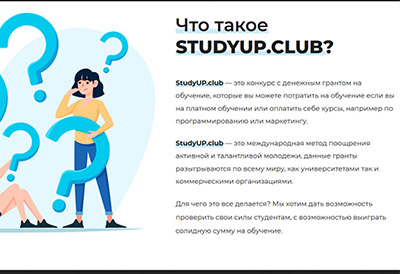 Что такое
STUDYUP.CLUB?
StudyUP.club — это конкурс с денежным грантом на
обучение, которые вы можете потратить на обучение если вы
на платном обучении или оплатить себе курсы, например по
программированию или маркетингу.
StudyUP.club — это международная метод поощрения
активной и талантливой молодежи, данные гранты
разыгрываются по всему миру, как университетами так и
коммерческими организациями.
Для чего это все делается? Мы хотим дать возможность
проверить свои силы студентам, с возможностью выиграть
солидную сумму на обучение.